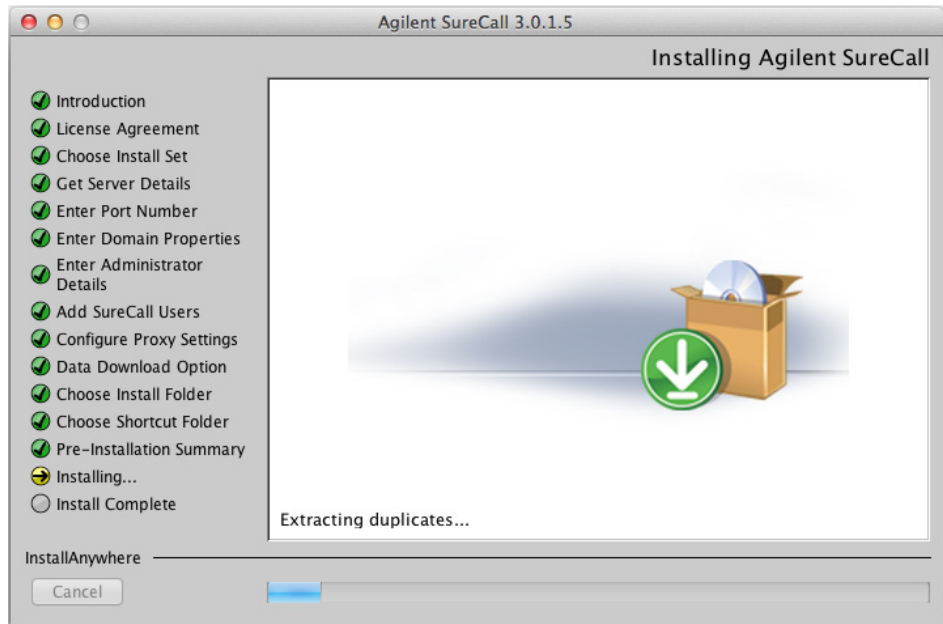 Agilent SureCall 3.0.1.5
Installing Agilent SureCall
Introduction
License Agreement
Choose Install Set
Get Server Details
Enter Port Number
Enter Domain Properties
Enter Administrator
Details
Add SureCall Users
Configure Proxy Settings
Data Download Option
Choose Install Folder
Choose Shortcut Folder
Pre-Installation Summary
Installing...
Install Complete
Extracting duplicates...
InstallAnywhere
Cancel